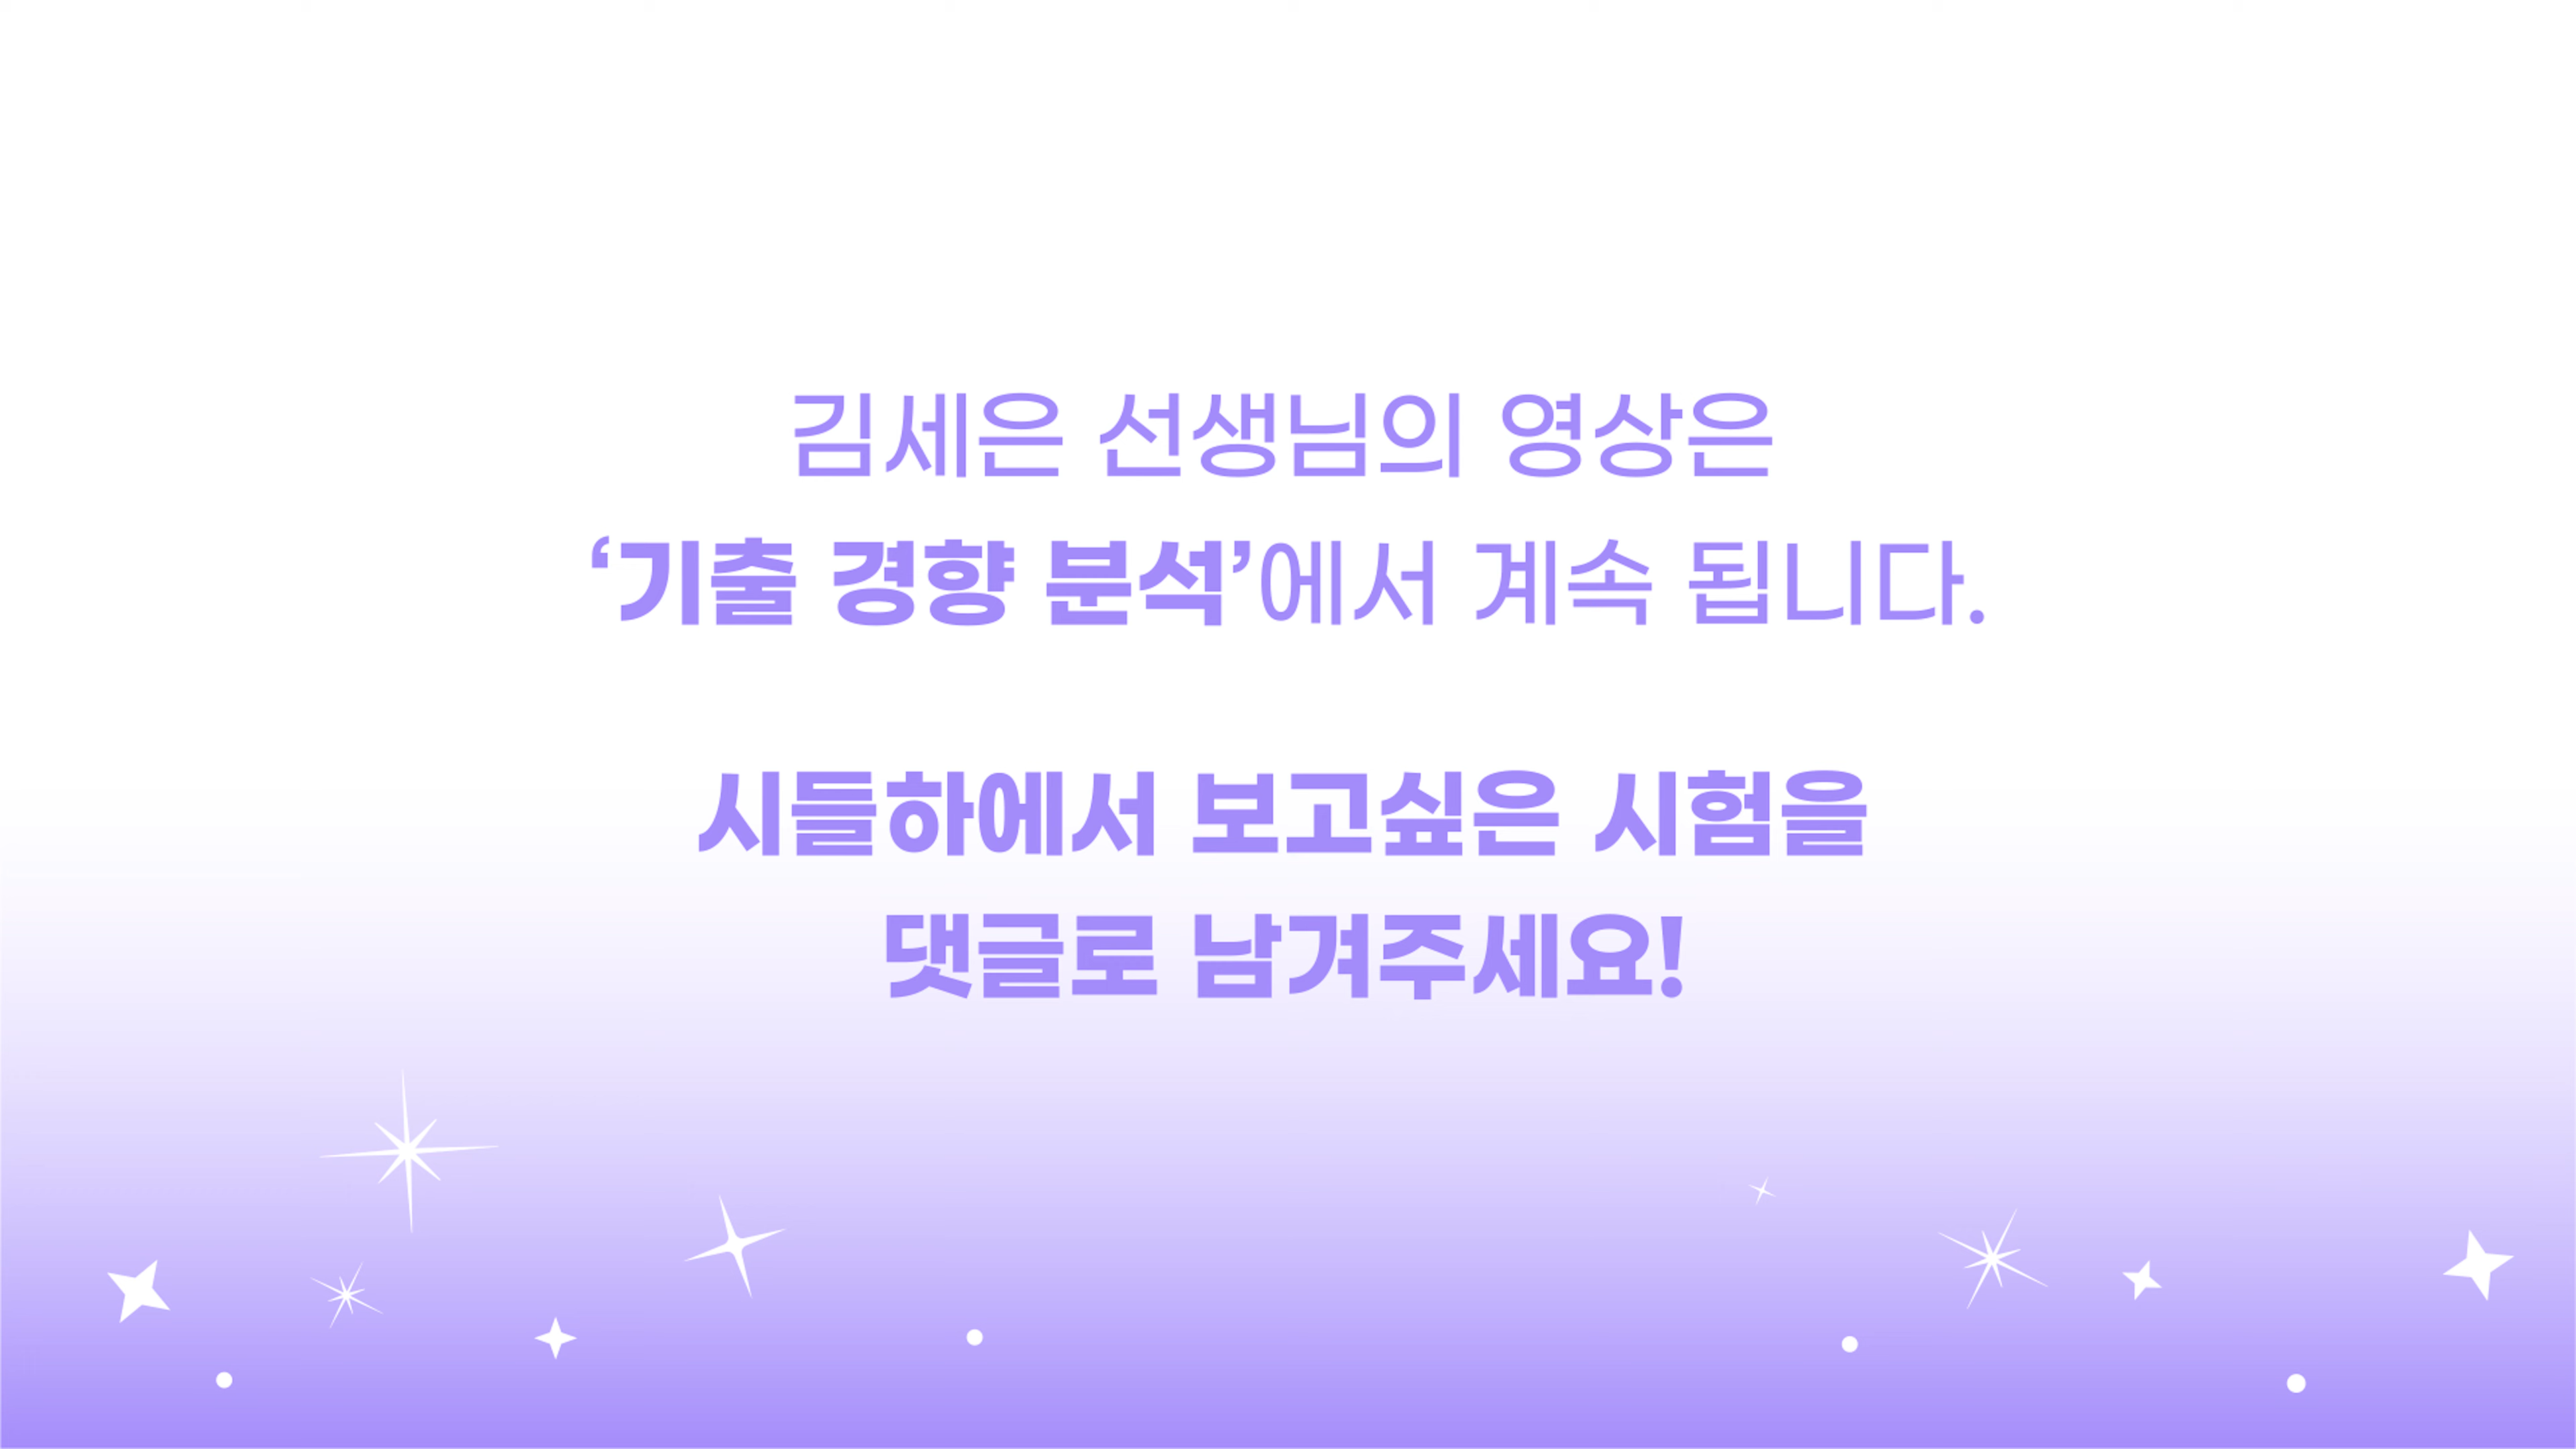 김세은 선생님의 영상은
‘기출 경향 분석’에서 계속 됩니다.
시들하에서 보고싶은 시험을
댓글로 남겨주세요!